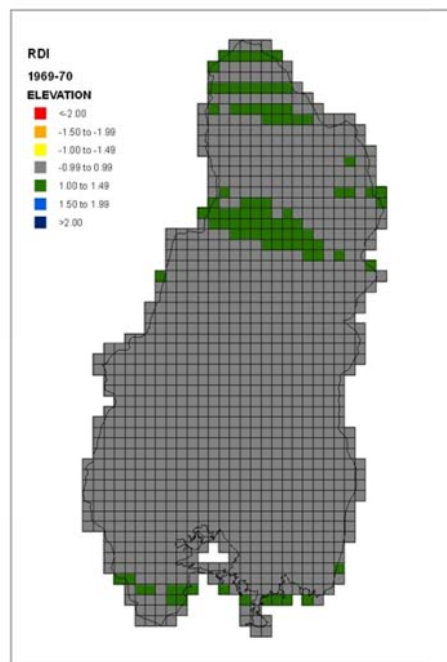 RDI
1969-70
ELEVATION
<-2.00
-1.50 to -1.99
-1.00 to -1.49
-0.99 to 0.99
1.00 to 1.49
1.50 to 1.99
>2.00